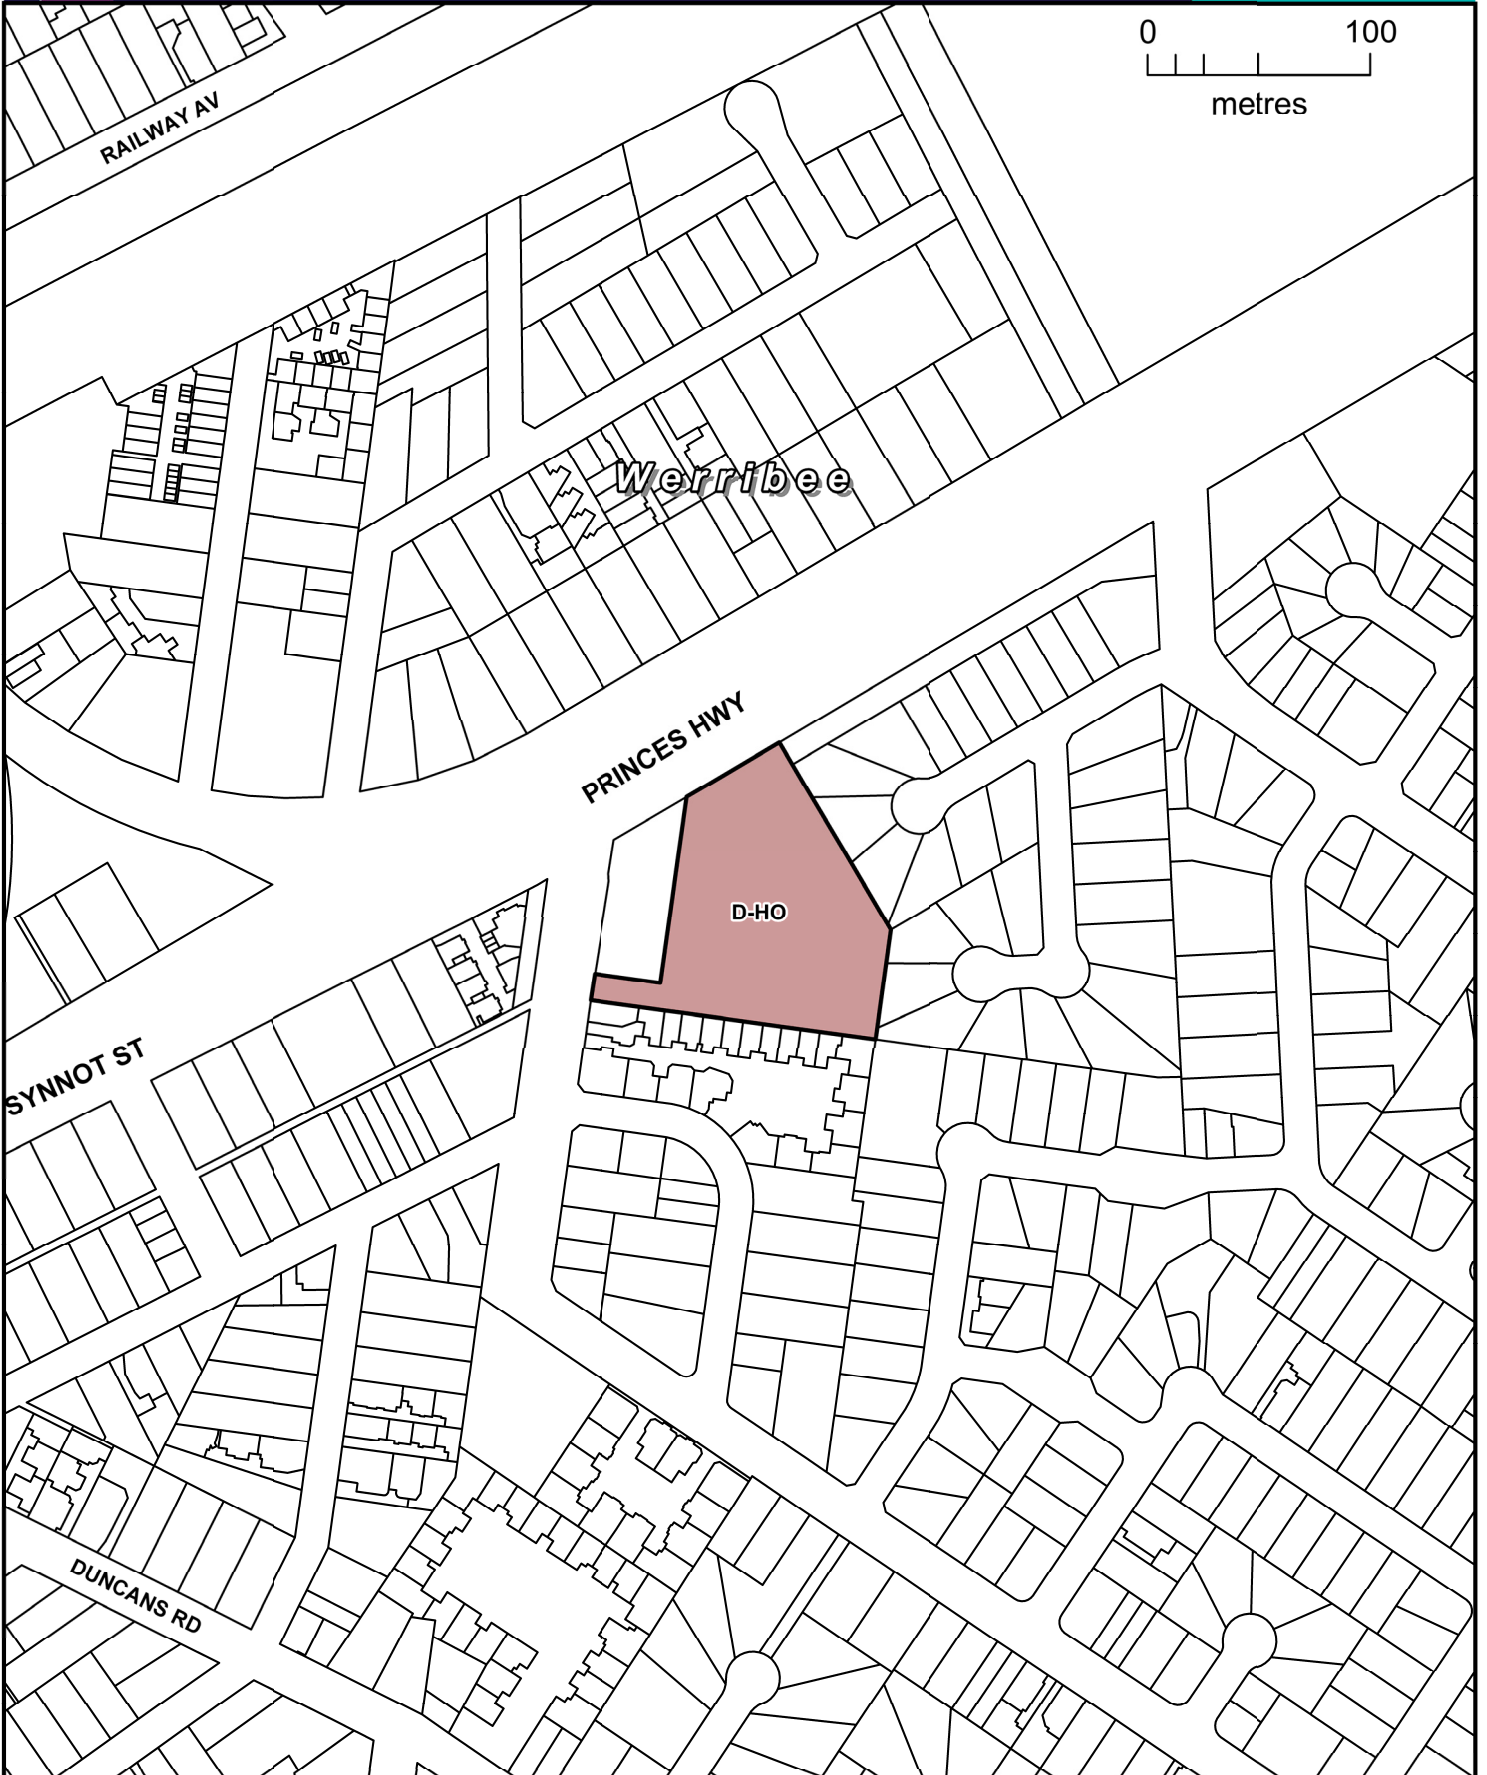 0 100
metres
RAILWAY AV
Werribee
PRINCES HWY
D-HO
SYNNOT ST
DUNCANS RD